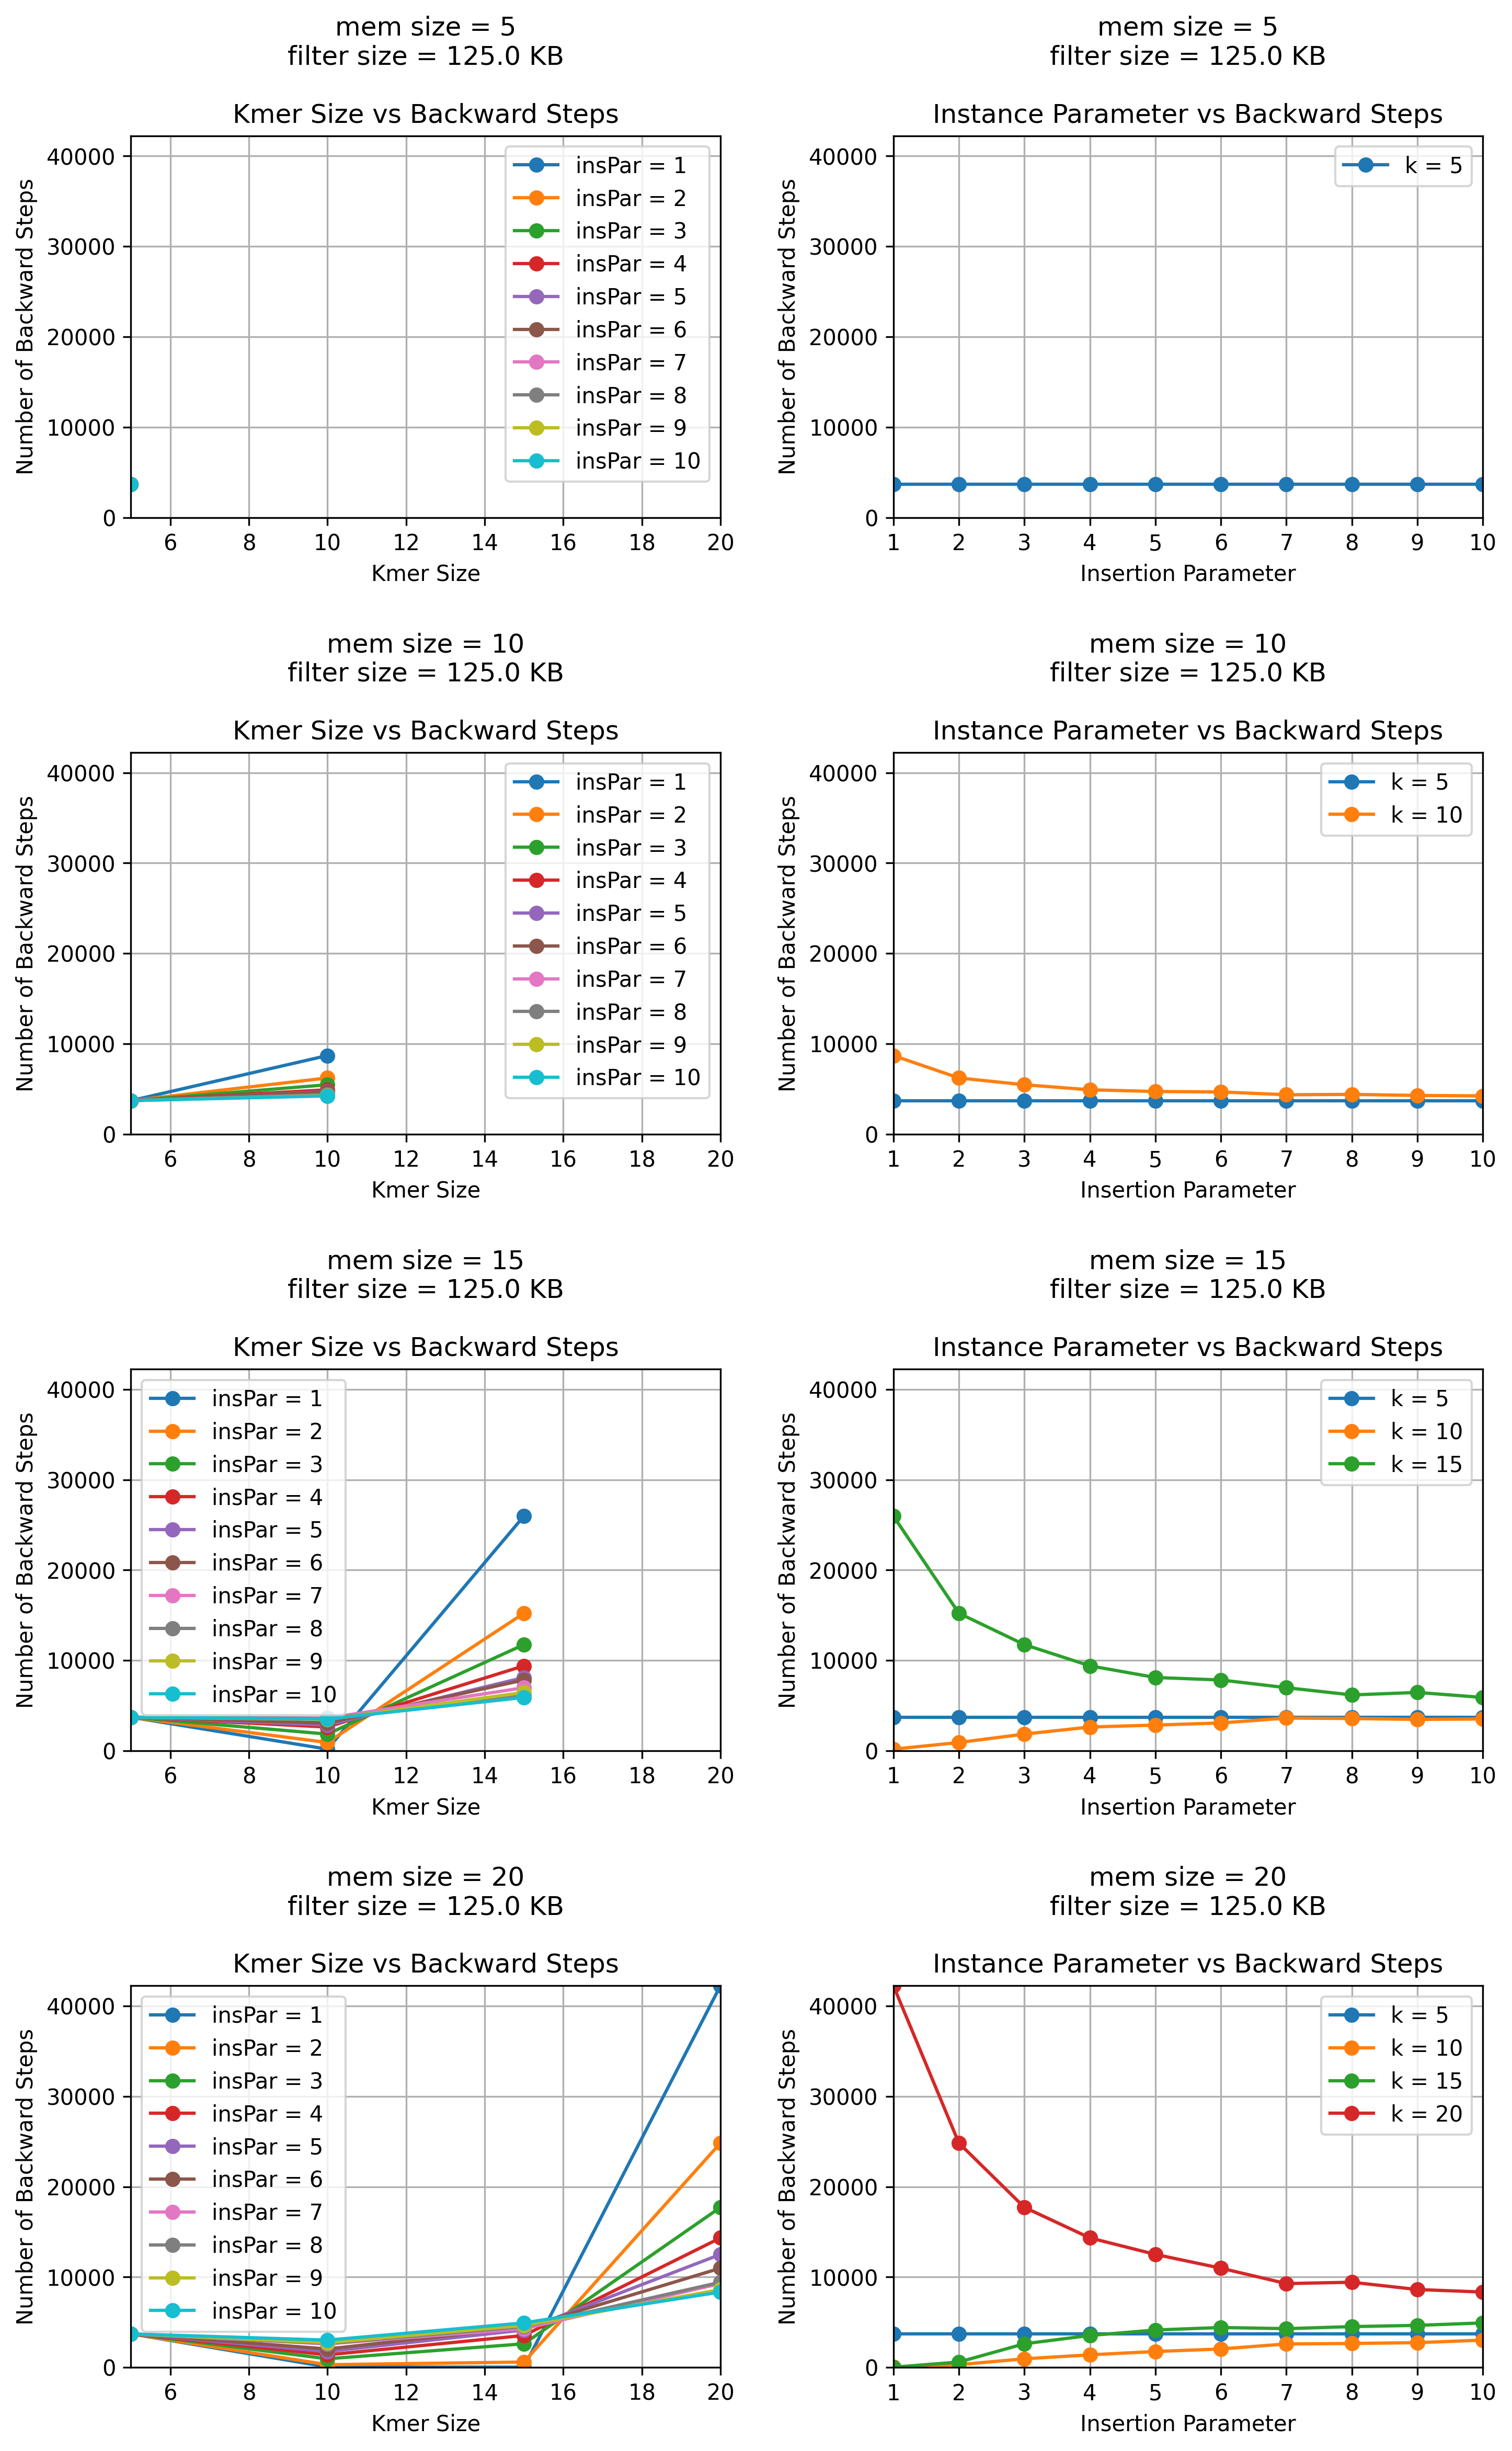 mem size = 5
filter size = 125.0 KB
Kmer Size vs Backward Steps
Number of Backward Steps
40000
30000
20000
10000
0
insPar = 1
insPar = 2
insPar = 3
insPar = 4
insPar = 5
insPar = 6
insPar = 7
insPar = 8
insPar = 9
insPar = 10
6 8 10 12 14 16 18 20
Kmer Size
mem size = 5
filter size = 125.0 KB
Instance Parameter vs Backward Steps
Number of Backward Steps
40000
30000
20000
10000
0
k = 5
1 2 3 4 5 6 7 8 9 10
Insertion Parameter
mem size = 10
filter size = 125.0 KB
Kmer Size vs Backward Steps
Number of Backward Steps
40000
30000
20000
10000
0
insPar = 1
insPar = 2
insPar = 3
insPar = 4
insPar = 5
insPar = 6
insPar = 7
insPar = 8
insPar = 9
insPar = 10
6 8 10 12 14 16 18 20
Kmer Size
mem size = 10
filter size = 125.0 KB
Instance Parameter vs Backward Steps
Number of Backward Steps
40000
30000
20000
10000
0
k = 5
k = 10
1 2 3 4 5 6 7 8 9 10
Insertion Parameter
mem size = 15
filter size = 125.0 KB
Kmer Size vs Backward Steps
Number of Backward Steps
40000
30000
20000
10000
0
insPar = 1
insPar = 2
insPar = 3
insPar = 4
insPar = 5
insPar = 6
insPar = 7
insPar = 8
insPar = 9
insPar = 10
6 8 10 12 14 16 18 20
Kmer Size
mem size = 15
filter size = 125.0 KB
Instance Parameter vs Backward Steps
Number of Backward Steps
40000
30000
20000
10000
0
k = 5
k = 10
k = 15
1 2 3 4 5 6 7 8 9 10
Insertion Parameter
mem size = 20
filter size = 125.0 KB
Kmer Size vs Backward Steps
Number of Backward Steps
40000
30000
20000
10000
0
insPar = 1
insPar = 2
insPar = 3
insPar = 4
insPar = 5
insPar = 6
insPar = 7
insPar = 8
insPar = 9
insPar = 10
6 8 10 12 14 16 18 20
Kmer Size
mem size = 20
filter size = 125.0 KB
Instance Parameter vs Backward Steps
Number of Backward Steps
40000
30000
20000
10000
0
k = 5
k = 10
k = 15
k = 20
1 2 3 4 5 6 7 8 9 10
Insertion Parameter